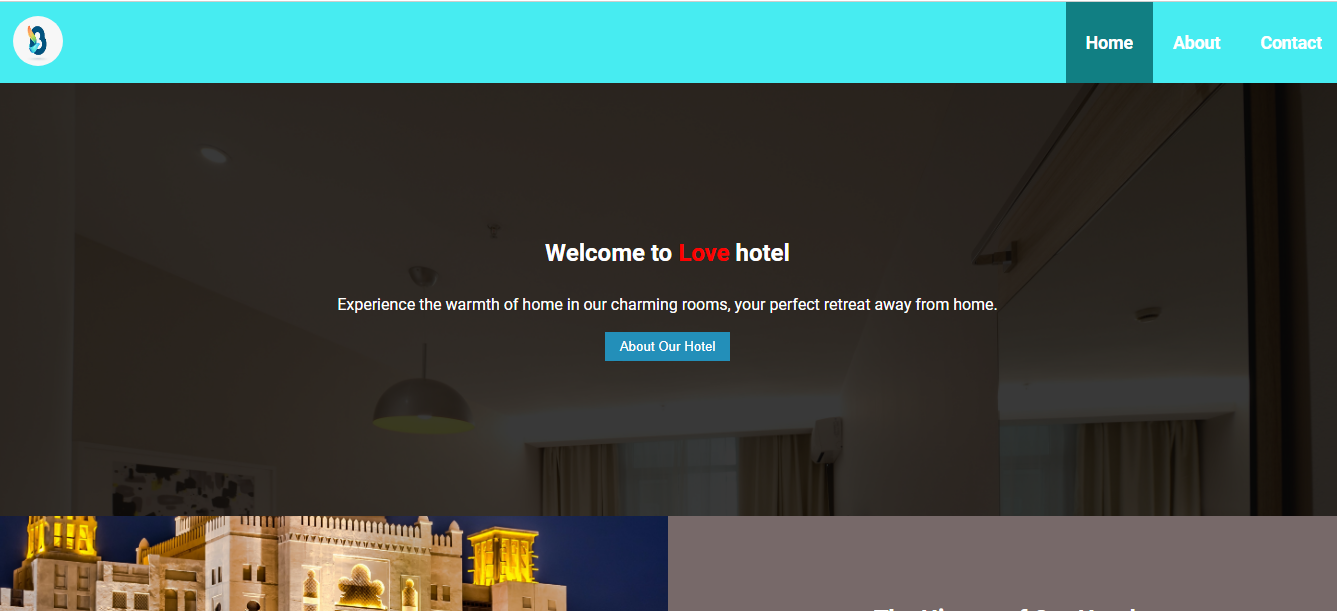 Home
About
Contact
Welcome to Love hotel
Experience the warmth of home in our charming rooms, your perfect retreat away from home.
About Our Hotel